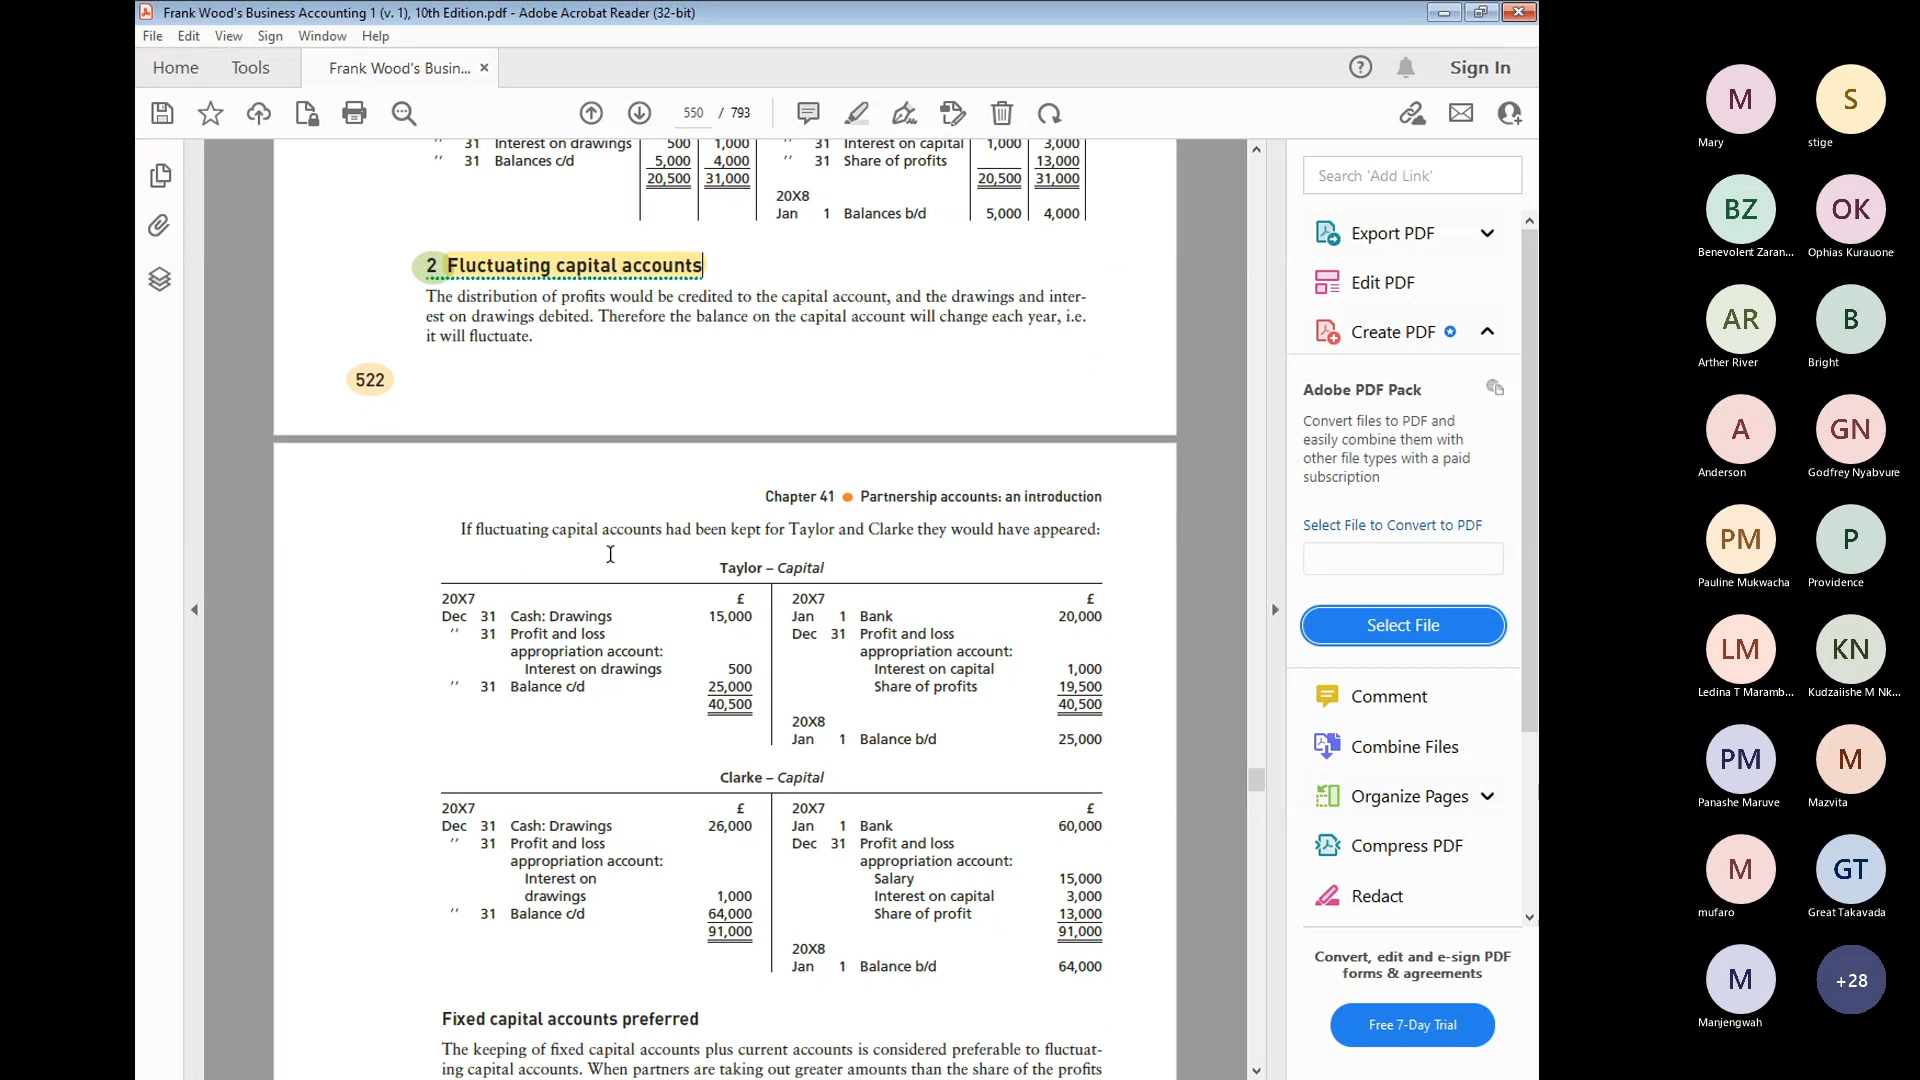 Frank Wood's Business Accounting 1 (v. 1), 10th Edition.pdf - Adobe Acrobat Reader (32-bit)
File Edit View Sign Window Help
Home Tools Frank Wood's Busin... × Sign In
550 / 793
″ 31 Interest on drawings 500 1,000 ″ 31 Interest on capital 1,000 3,000
″ 31 Balances c/d 5,000 4,000 ″ 31 Share of profits 13,000
20,500 31,000 20,500 31,000
20X8
Jan 1 Balances b/d 5,000 4,000
2 Fluctuating capital accounts
The distribution of profits would be credited to the capital account, and the drawings and inter-
est on drawings debited. Therefore the balance on the capital account will change each year, i.e.
it will fluctuate.
522
Chapter 41 ● Partnership accounts: an introduction
If fluctuating capital accounts had been kept for Taylor and Clarke they would have appeared:
Taylor – Capital
20X7 £ 20X7 £
Dec 31 Cash: Drawings 15,000 Jan 1 Bank 20,000
″ 31 Profit and loss Dec 31 Profit and loss
appropriation account: appropriation account:
Interest on drawings 500 Interest on capital 1,000
″ 31 Balance c/d 25,000 Share of profits 19,500
40,500 40,500
20X8
Jan 1 Balance b/d 25,000
Clarke – Capital
20X7 £ 20X7 £
Dec 31 Cash: Drawings 26,000 Jan 1 Bank 60,000
″ 31 Profit and loss Dec 31 Profit and loss
appropriation account: appropriation account:
Interest on Salary 15,000
drawings 1,000 Interest on capital 3,000
″ 31 Balance c/d 64,000 Share of profit 13,000
91,000 91,000
20X8
Jan 1 Balance b/d 64,000
Fixed capital accounts preferred
The keeping of fixed capital accounts plus current accounts is considered preferable to fluctuat-
ing capital accounts. When partners are taking out greater amounts than the share of the profits
Search 'Add Link'
Export PDF
Edit PDF
Create PDF
Adobe PDF Pack
Convert files to PDF and
easily combine them with
other file types with a paid
subscription
Select File to Convert to PDF
Select File
Comment
Combine Files
Organize Pages
Compress PDF
Redact
Convert, edit and e-sign PDF
forms & agreements
Free 7-Day Trial
M S
Mary stige
BZ OK
Benevolent Zaran... Ophias Kurauone
AR B
Arther River Bright
A GN
Anderson Godfrey Nyabvure
PM P
Pauline Mukwacha Providence
LM KN
Ledina T Maramb... Kudzaiishe M Nk...
PM M
Panashe Maruve Mazvita
M GT
mufaro Great Takavada
M +28
Manjengwah